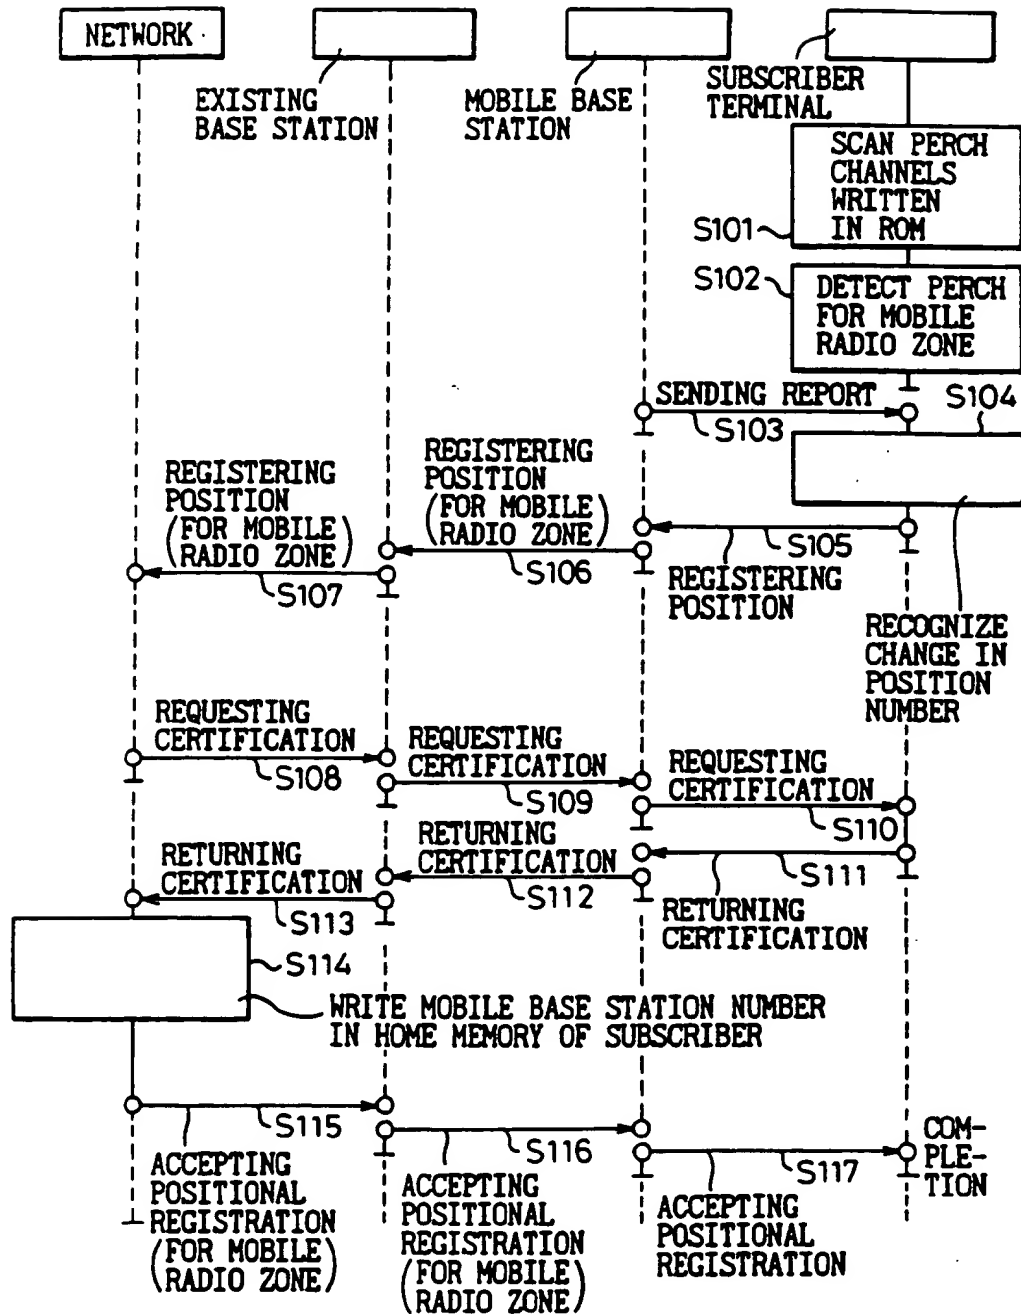 NETWORK
EXISTING
BASE STATION
MOBILE BASE
STATION
SUBSCRIBER
TERMINAL
SCAN PERCH
CHANNELS
WRITTEN
IN ROM
S101
S102
DETECT PERCH
FOR MOBILE
RADIO ZONE
SENDING REPORT
S103
S104
REGISTERING
POSITION
(FOR MOBILE)
(RADIO ZONE)
S107
REGISTERING
POSITION
(FOR MOBILE)
(RADIO ZONE)
S106
S105
REGISTERING
POSITION
RECOGNIZE
CHANGE IN
POSITION
NUMBER
REQUESTING
CERTIFICATION
S108
REQUESTING
CERTIFICATION
S109
REQUESTING
CERTIFICATION
S110
RETURNING
CERTIFICATION
S113
RETURNING
CERTIFICATION
S112
S111
RETURNING
CERTIFICATION
S114
WRITE MOBILE BASE STATION NUMBER
IN HOME MEMORY OF SUBSCRIBER
S115
ACCEPTING
POSITIONAL
REGISTRATION
(FOR MOBILE)
(RADIO ZONE)
S116
ACCEPTING
POSITIONAL
REGISTRATION
(FOR MOBILE)
(RADIO ZONE)
S117
ACCEPTING
POSITIONAL
REGISTRATION
COM-
PLE-
TION